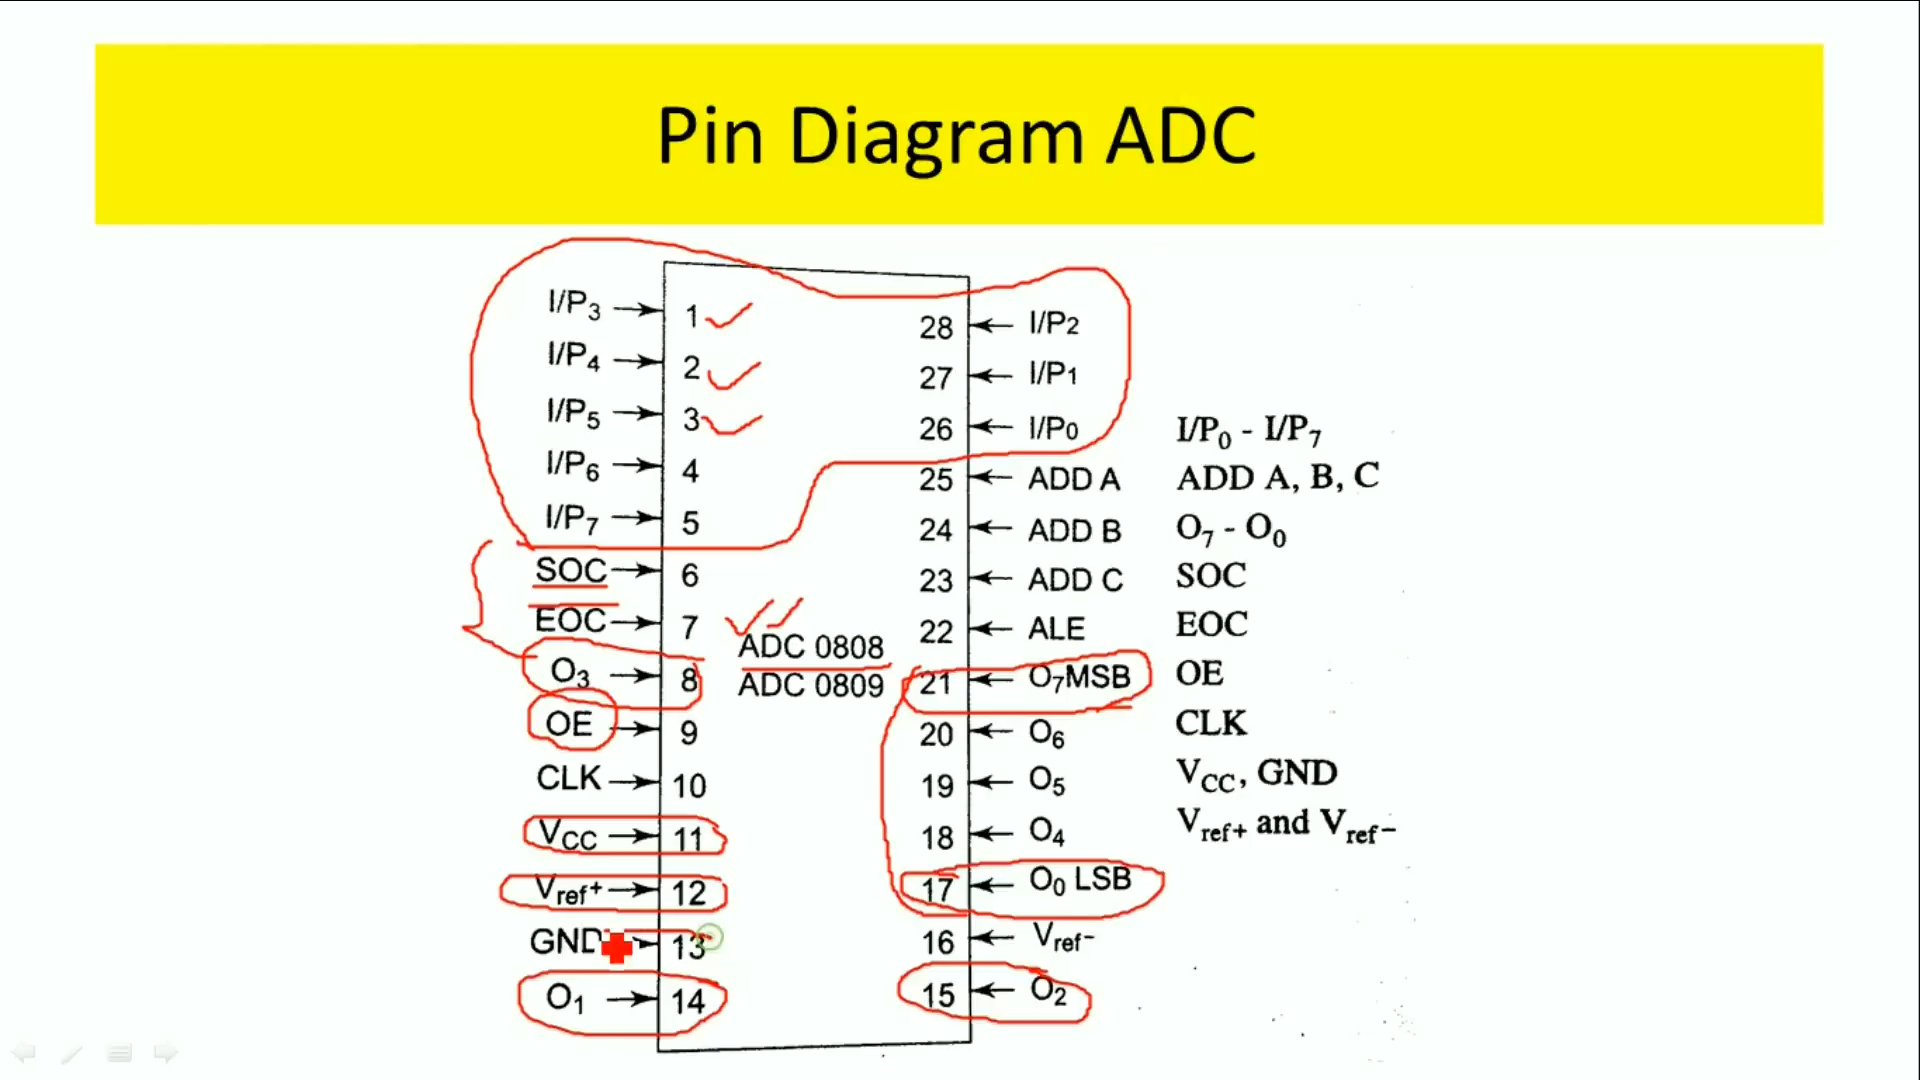 Pin Diagram ADC
I/P3 1 28 I/P2
I/P4 2 27 I/P1
I/P5 3 26 I/P0
I/P6 4 25 ADD A
I/P7 5 24 ADD B
SOC 6 23 ADD C
EOC 7 22 ALE
O3 8 21 O7MSB
OE 9 20 O6
CLK 10 19 O5
VCC 11 18 O4
Vref+ 12 17 O0 LSB
GND 13 16 Vref−
O1 14 15 O2
ADC 0808
ADC 0809
I/P0 - I/P7
ADD A, B, C
O7 - O0
SOC
EOC
OE
CLK
VCC, GND
Vref+ and Vref−